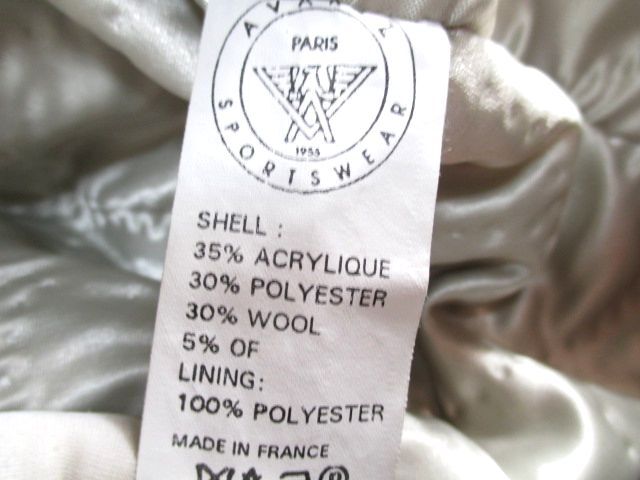 PARIS
1955
SPORTSWEAR
SHELL :
35% ACRYLIQUE
30% POLYESTER
30% WOOL
5% OF
LINING:
100% POLYESTER
MADE IN FRANCE